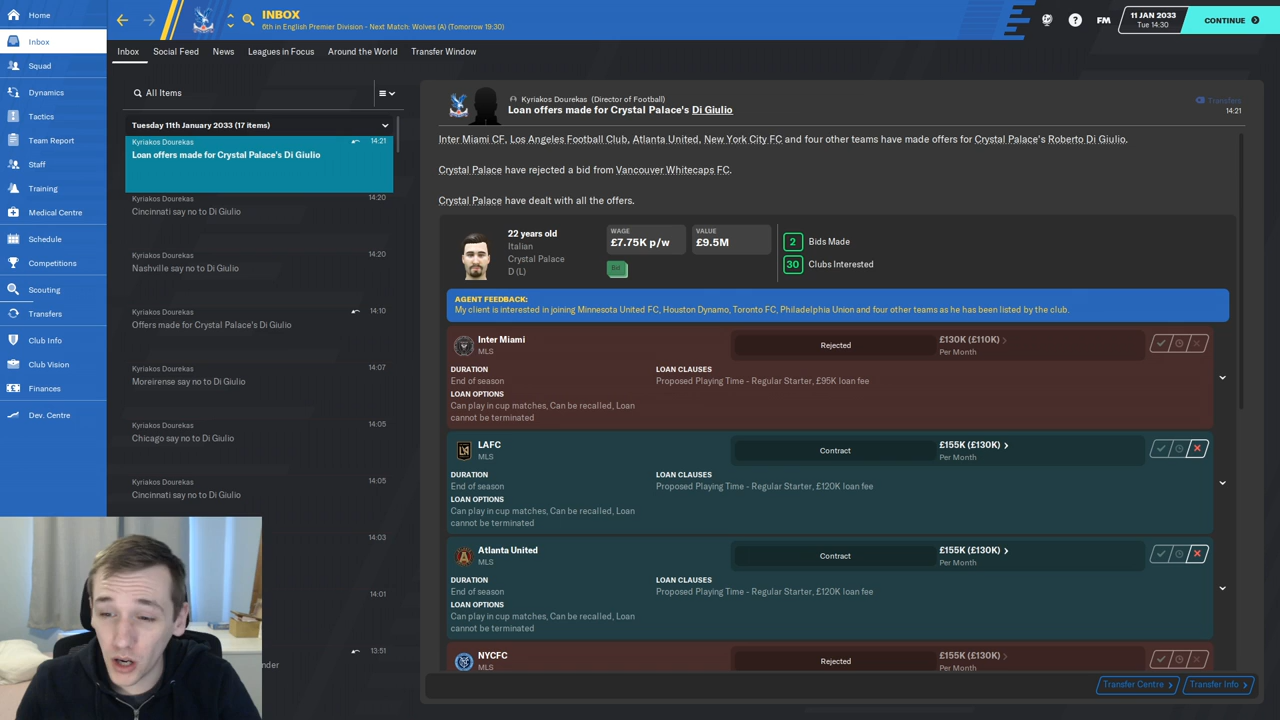 Home
Inbox
Squad
Dynamics
Tactics
Team Report
Staff
Training
Medical Centre
Schedule
Competitions
Scouting
Transfers
Club Info
Club Vision
Finances
Dev. Centre
INBOX
6th in English Premier Division - Next Match: Wolves (A) (Tomorrow 19:30)
FM
11 JAN 2033
Tue 14:30
CONTINUE
Inbox
Social Feed
News
Leagues in Focus
Around the World
Transfer Window
All Items
Tuesday 11th January 2033 (17 items)
Kyriakos Dourekas 14:21
Loan offers made for Crystal Palace's Di Giulio
Kyriakos Dourekas 14:20
Cincinnati say no to Di Giulio
Kyriakos Dourekas 14:20
Nashville say no to Di Giulio
Kyriakos Dourekas 14:10
Offers made for Crystal Palace's Di Giulio
Kyriakos Dourekas 14:07
Moreirense say no to Di Giulio
Kyriakos Dourekas 14:05
Chicago say no to Di Giulio
Kyriakos Dourekas 14:05
Cincinnati say no to Di Giulio
14:03
14:01
13:51
nder
Kyriakos Dourekas (Director of Football)
Loan offers made for Crystal Palace's Di Giulio
Transfers
14:21
Inter Miami CF, Los Angeles Football Club, Atlanta United, New York City FC and four other teams have made offers for Crystal Palace's Roberto Di Giulio.
Crystal Palace have rejected a bid from Vancouver Whitecaps FC.
Crystal Palace have dealt with all the offers.
22 years old
Italian
Crystal Palace
D (L)
WAGE
£7.75K p/w
VALUE
£9.5M
Bid
2 Bids Made
30 Clubs Interested
AGENT FEEDBACK:
My client is interested in joining Minnesota United FC, Houston Dynamo, Toronto FC, Philadelphia Union and four other teams as he has been listed by the club.
Inter Miami
MLS
Rejected
£130K (£110K)
Per Month
DURATION
End of season
LOAN OPTIONS
Can play in cup matches, Can be recalled, Loan
cannot be terminated
LOAN CLAUSES
Proposed Playing Time - Regular Starter, £95K loan fee
LAFC
MLS
Contract
£155K (£130K)
Per Month
DURATION
End of season
LOAN OPTIONS
Can play in cup matches, Can be recalled, Loan
cannot be terminated
LOAN CLAUSES
Proposed Playing Time - Regular Starter, £120K loan fee
Atlanta United
MLS
Contract
£155K (£130K)
Per Month
DURATION
End of season
LOAN OPTIONS
Can play in cup matches, Can be recalled, Loan
cannot be terminated
LOAN CLAUSES
Proposed Playing Time - Regular Starter, £120K loan fee
NYCFC
MLS
Rejected
£155K (£130K)
Per Month
Transfer Centre
Transfer Info